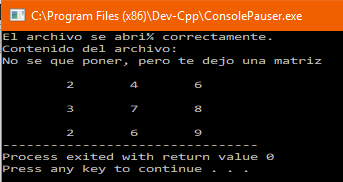 C:\Program Files (x86)\Dev-Cpp\ConsolePauser.exe
El archivo se abri% correctamente.
Contenido del archivo:
No se que poner, pero te dejo una matriz
2 4 6
3 7 8
2 6 9
--------------------------------
Process exited with return value 0
Press any key to continue . . .